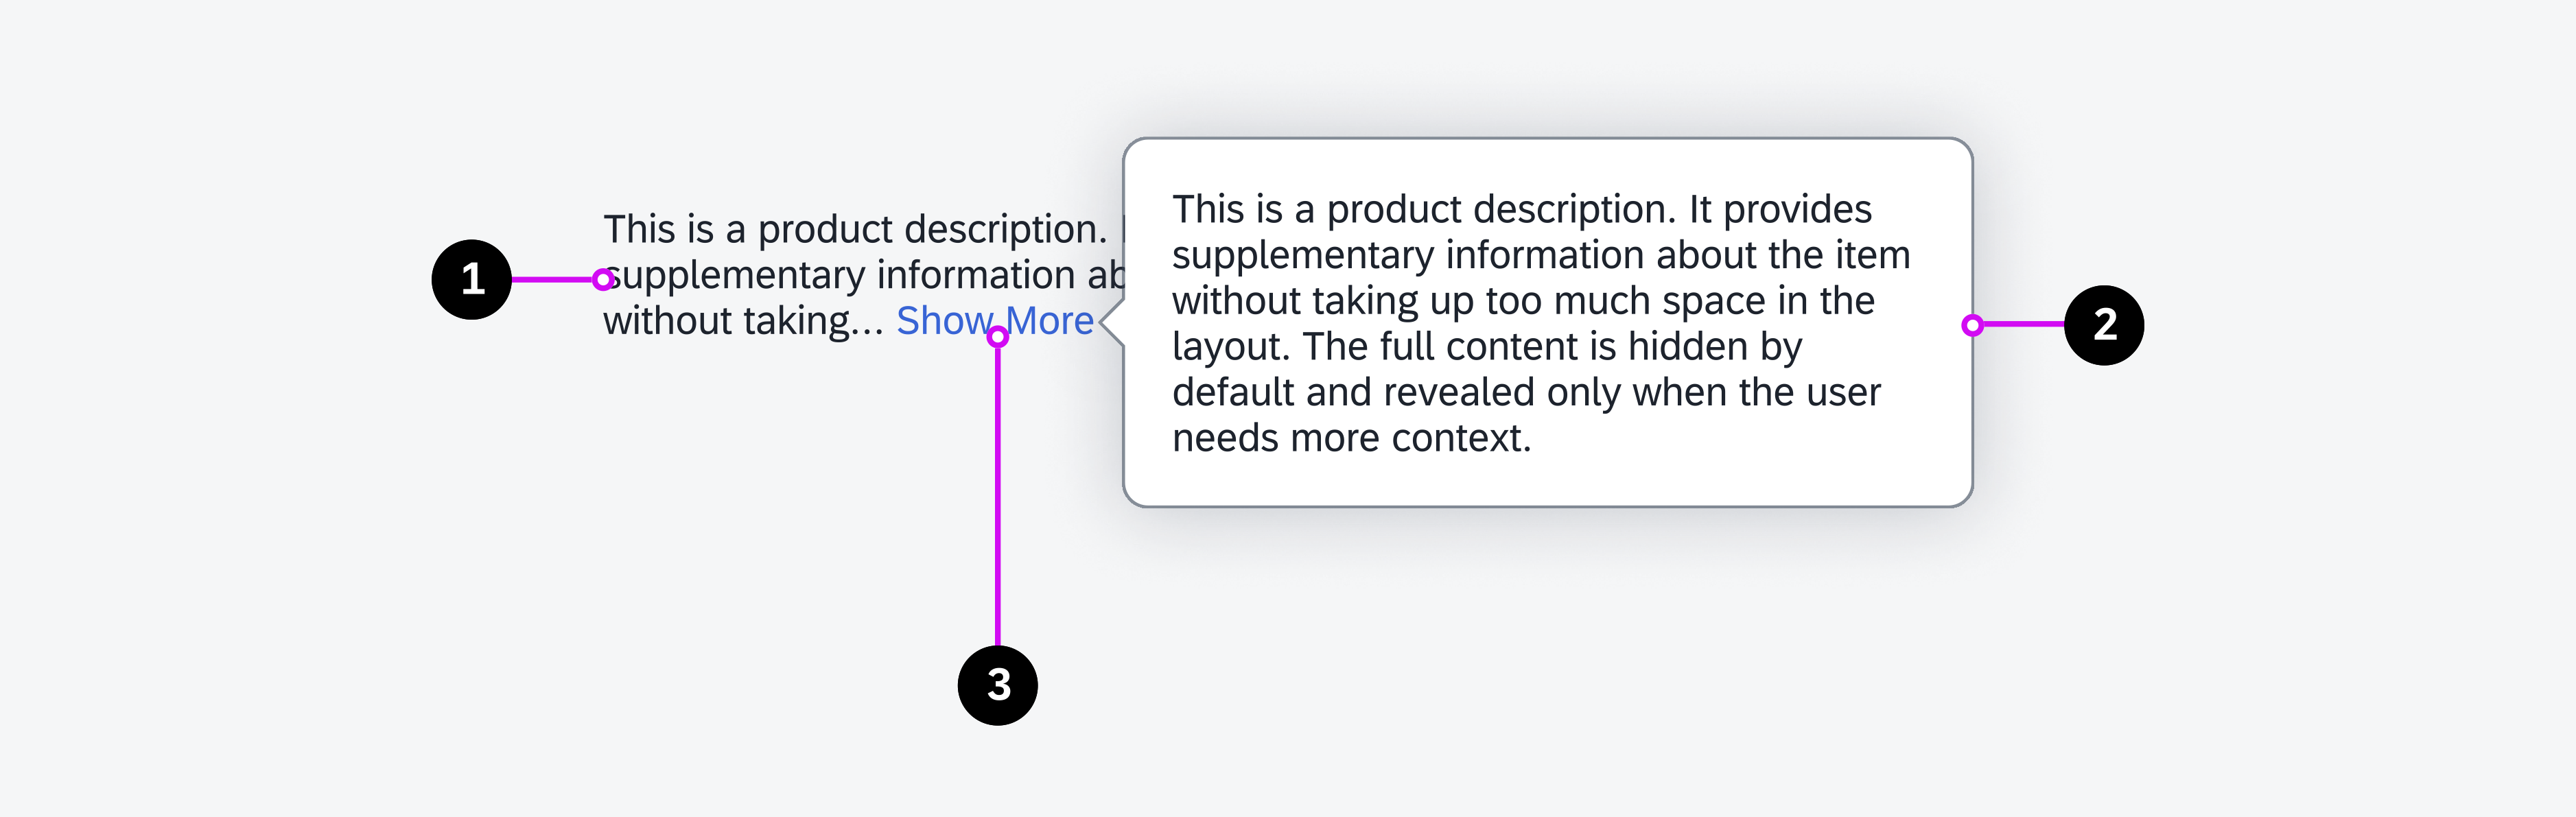 This is a product description.
supplementary information ab
without taking... Show More
This is a product description. It provides
supplementary information about the item
without taking up too much space in the
layout. The full content is hidden by
default and revealed only when the user
needs more context.
1
2
3